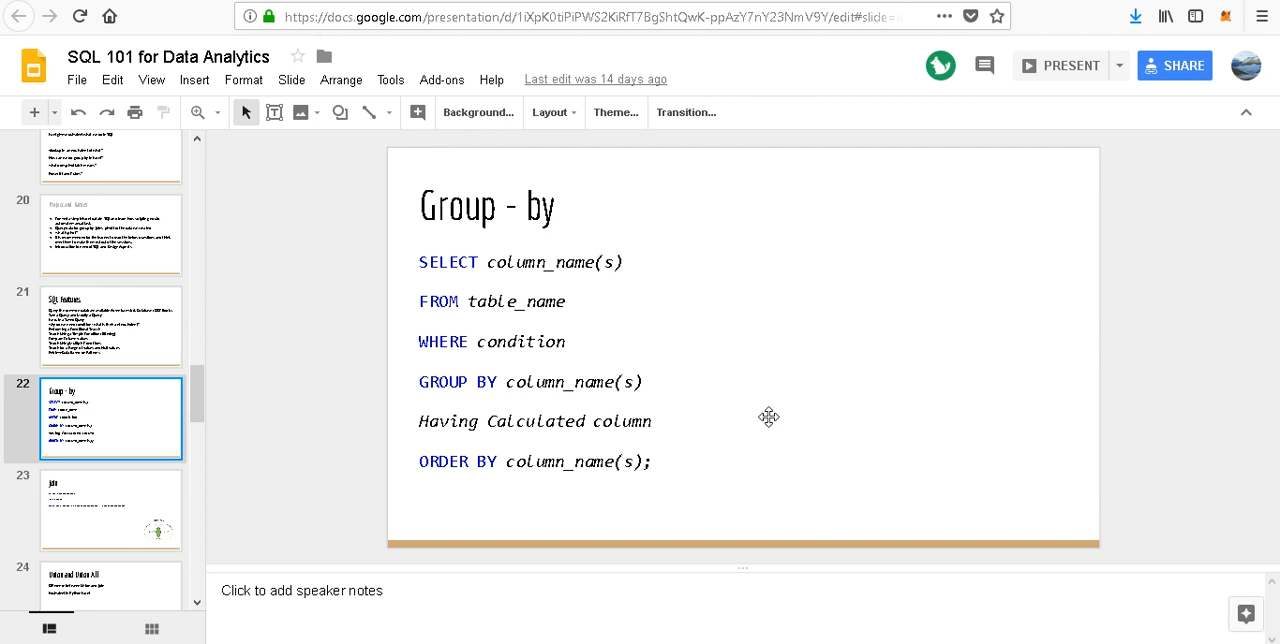 https://docs.google.com/presentation/d/1iXpK0tiPiPWS2KiRfT7BgShtQwK-ppAzY7nY23NmV9Y/edit#slide=
SQL 101 for Data Analytics
PRESENT
SHARE
File Edit View Insert Format Slide Arrange Tools Add-ons Help Last edit was 14 days ago
Background... Layout Theme... Transition...
20
21
SQL Features
22
Group - by
23
Join
24
Union and Union All
Group - by
SELECT column_name(s)
FROM table_name
WHERE condition
GROUP BY column_name(s)
Having Calculated column
ORDER BY column_name(s);
Click to add speaker notes